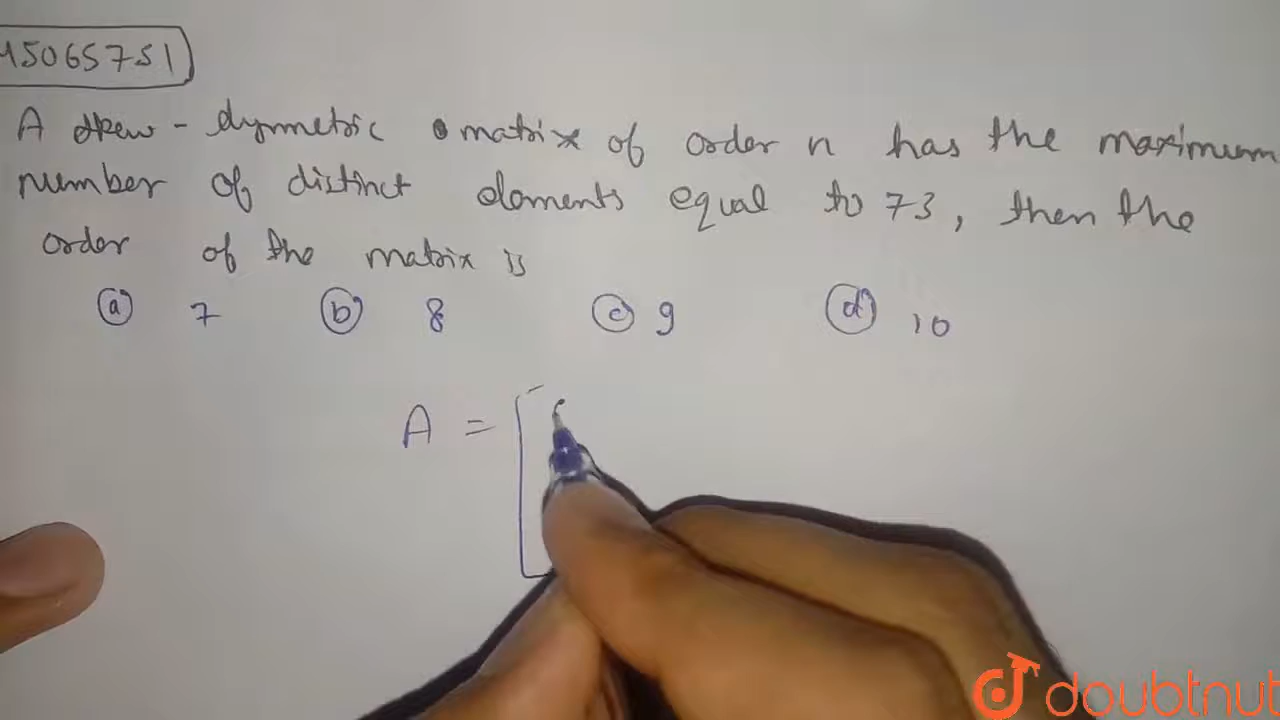 45065751
A skew - symmetric matrix of order n has the maximum
number of distinct elements equal to 73, then the
order of the matrix is
(a) 7 (b) 8 (c) 9 (d) 10
A = [
doubtnut